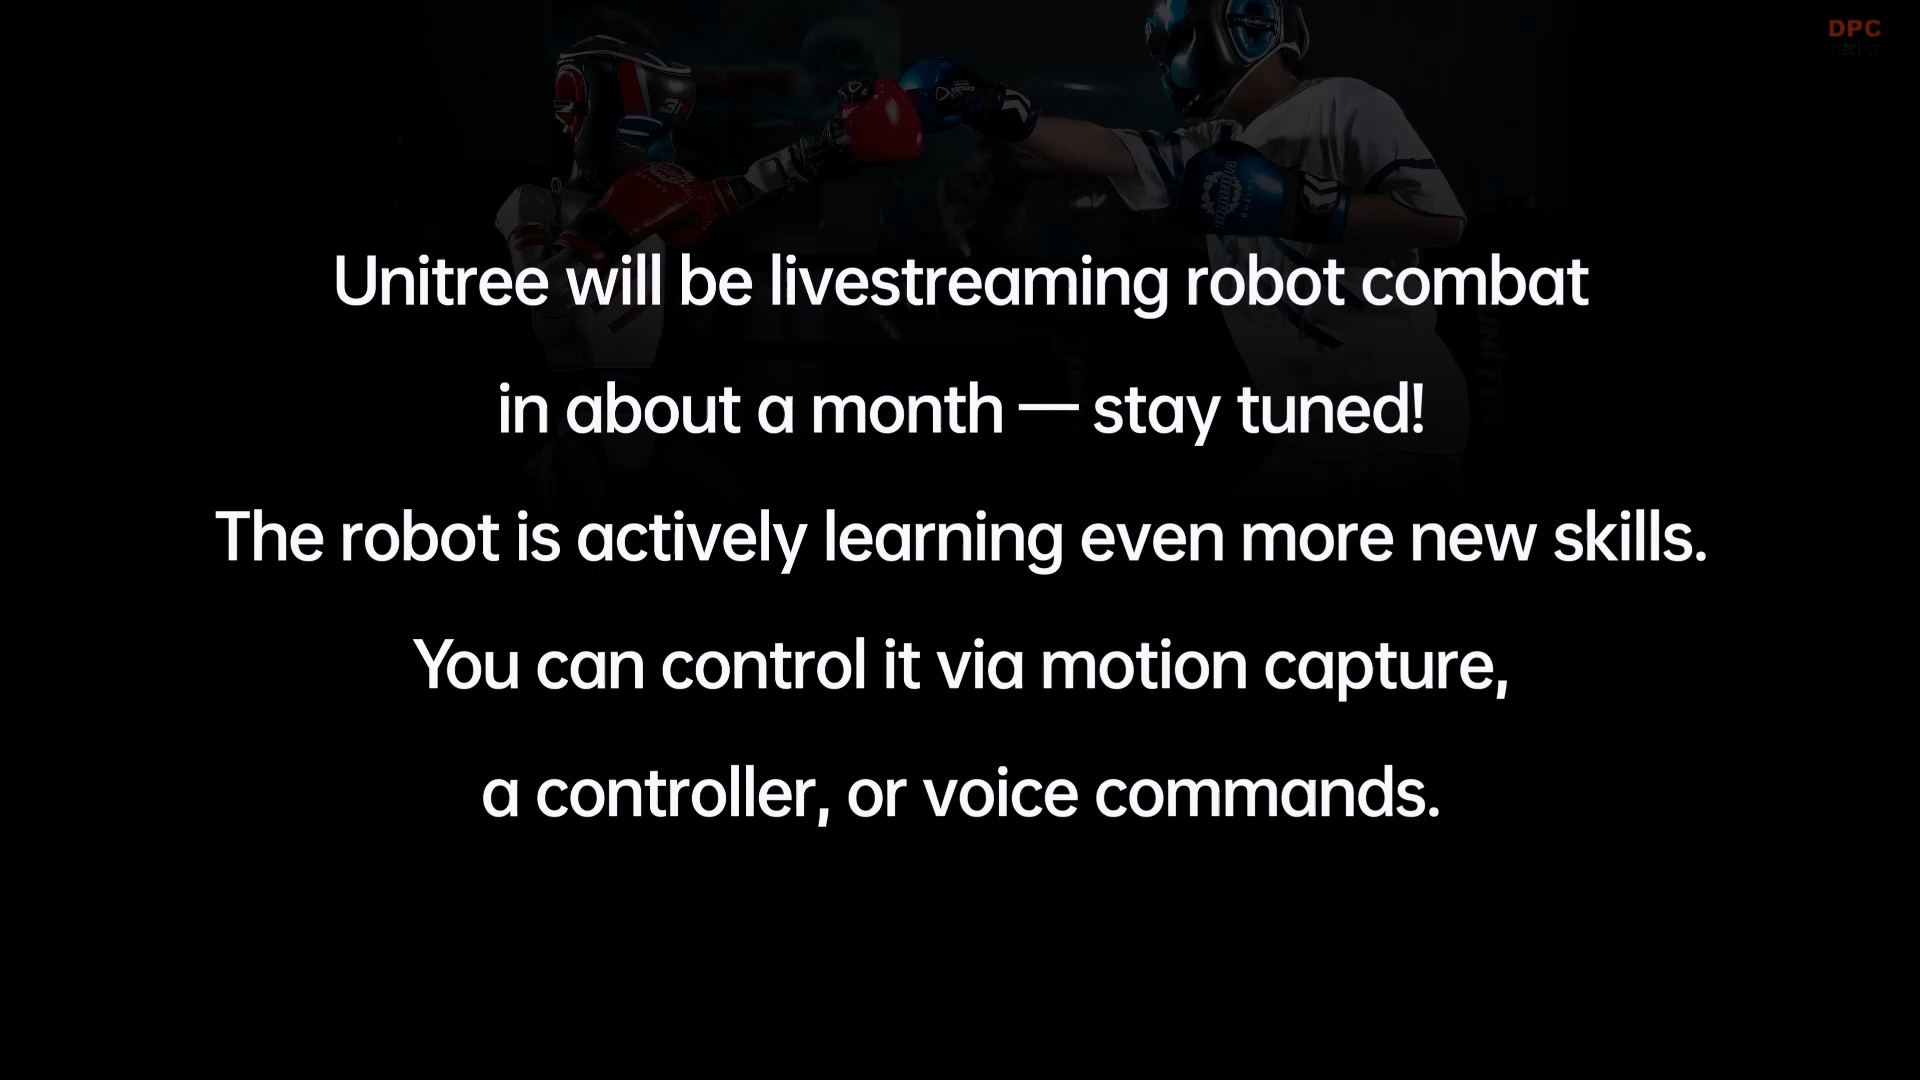 DPC
Unitree will be livestreaming robot combat
in about a month — stay tuned!
The robot is actively learning even more new skills.
You can control it via motion capture,
a controller, or voice commands.